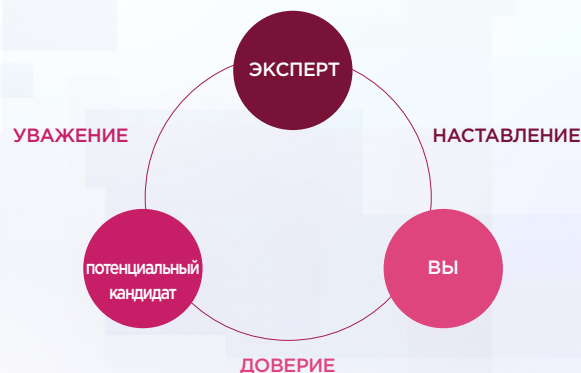 ЭКСПЕРТ
УВАЖЕНИЕ
НАСТАВЛЕНИЕ
потенциальный
кандидат
ВЫ
ДОВЕРИЕ